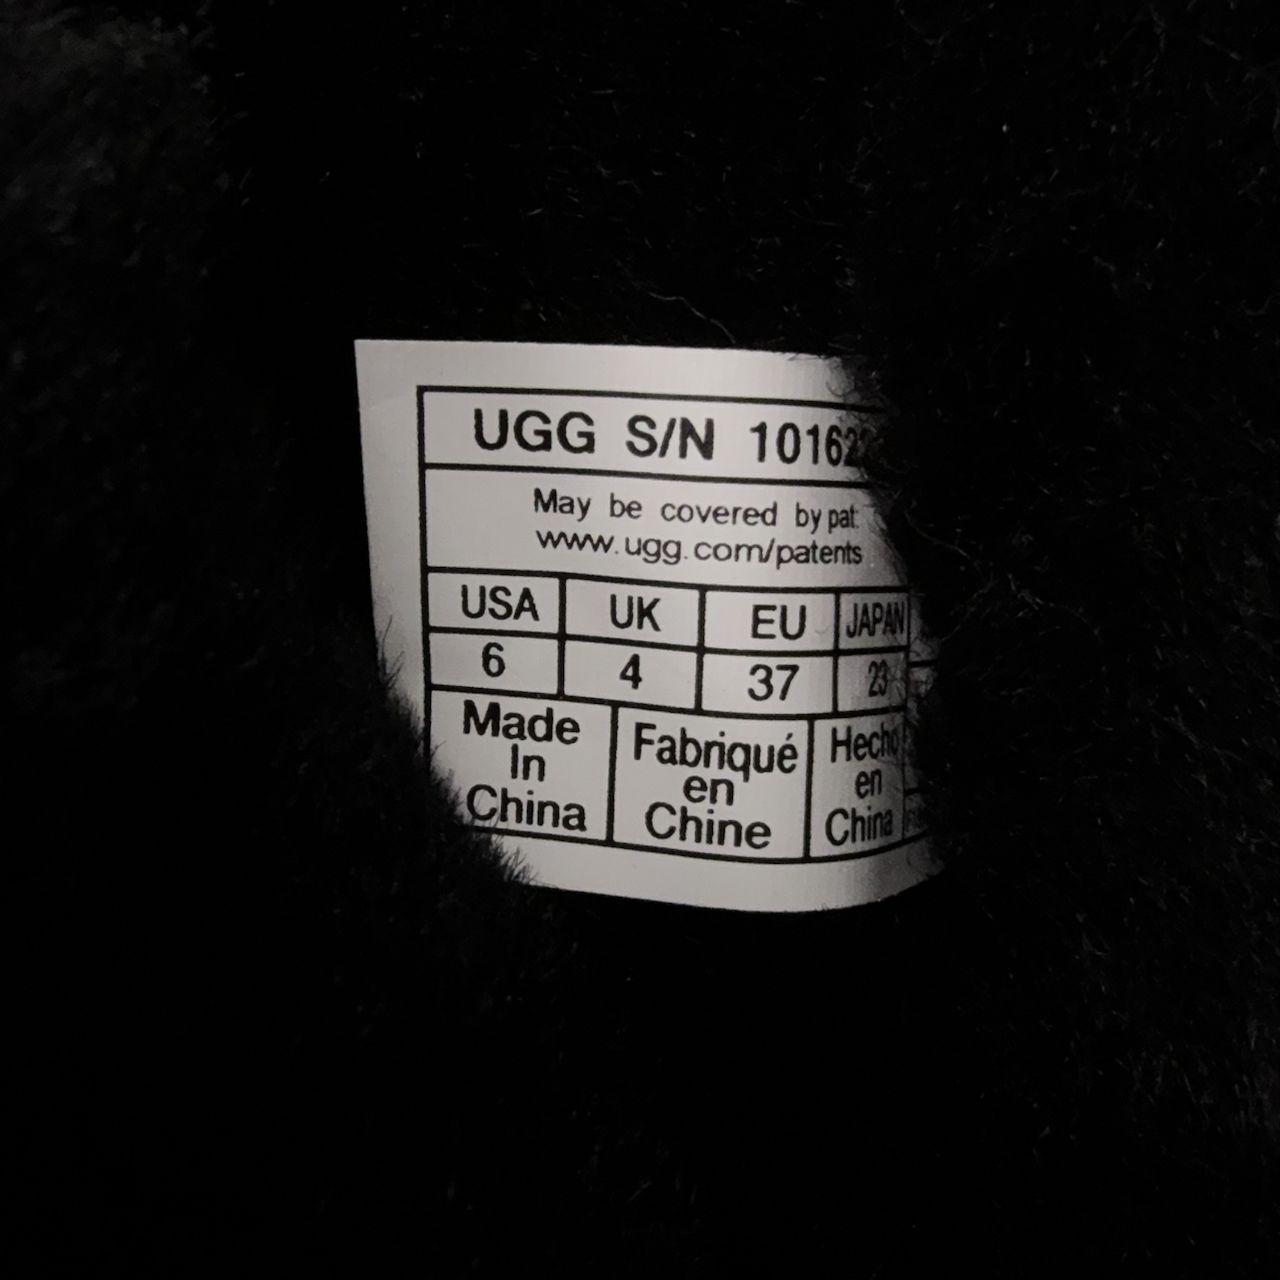 UGG S/N 10162
May be covered by pat.
www.ugg.com/patents
USA UK EU JAPAN
6 4 37 23
Made Fabriqué Hecho
In en en
China Chine China